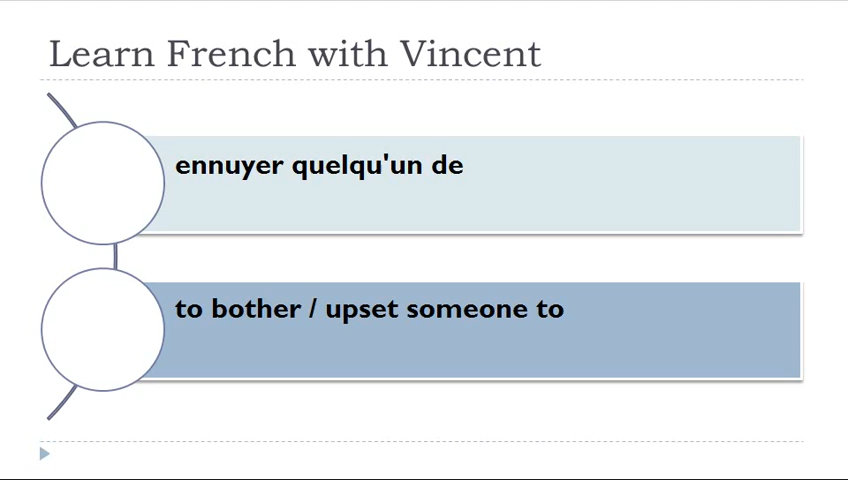 Learn French with Vincent
ennuyer quelqu'un de
to bother / upset someone to